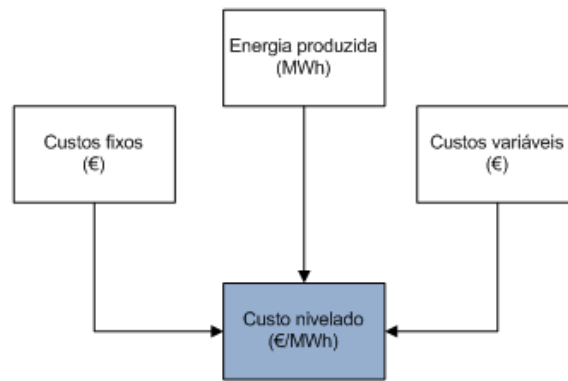 Energia produzida
(MWh)
Custos fixos
(€)
Custos variáveis
(€)
Custo nivelado
(€/MWh)